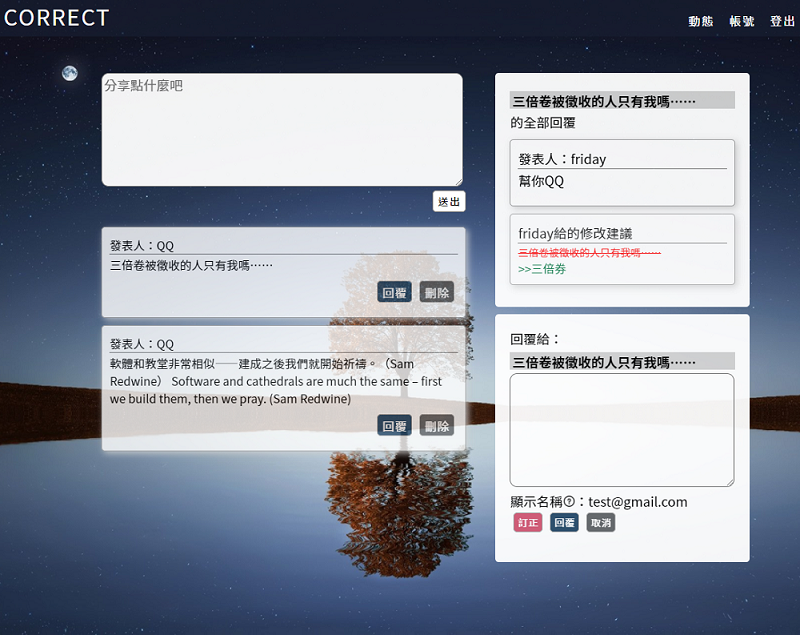 CORRECT
動態 帳號 登出
分享點什麼吧
送出
發表人：QQ
三倍卷被徵收的人只有我嗎⋯⋯
回覆 刪除
發表人：QQ
軟體和教堂非常相似──建成之後我們就開始祈禱。（Sam
Redwine） Software and cathedrals are much the same – first
we build them, then we pray. (Sam Redwine)
回覆 刪除
三倍卷被徵收的人只有我嗎⋯⋯
的全部回覆
發表人：friday
幫你QQ
friday給的修改建議
三倍卷被徵收的人只有我嗎⋯⋯
>>三倍券
回覆給：
三倍卷被徵收的人只有我嗎⋯⋯
顯示名稱?：test@gmail.com
訂正 回覆 取消